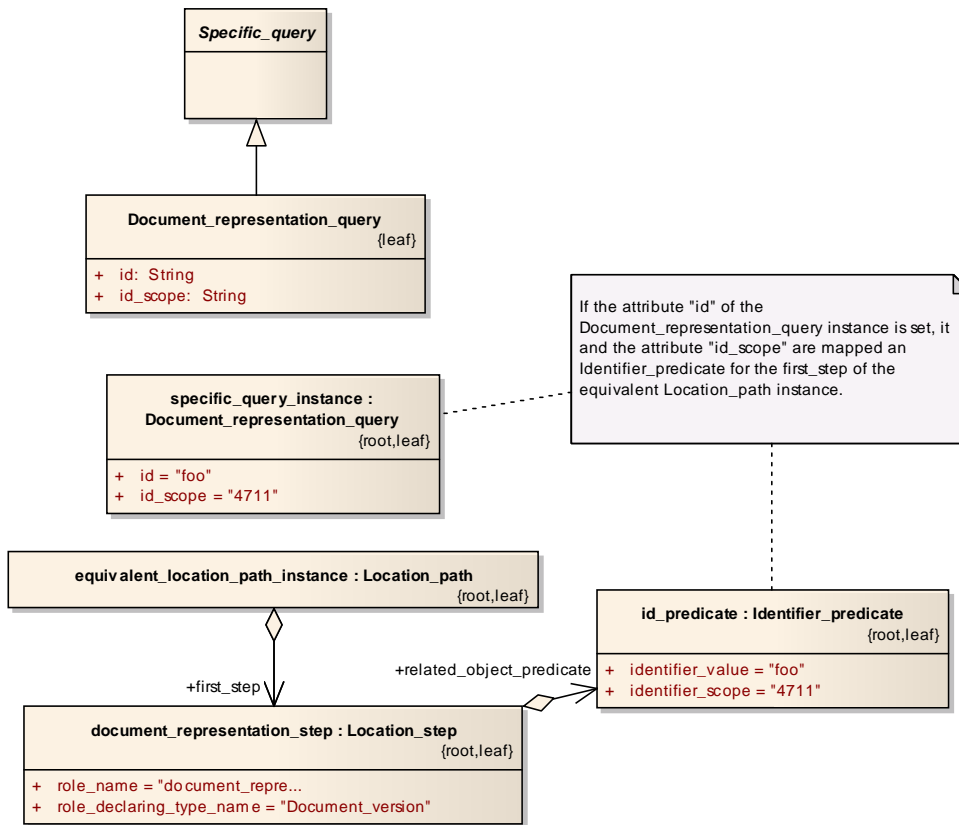 Specific_query
Document_representation_query
{leaf}
+ id: String
+ id_scope: String
If the attribute "id" of the
Document_representation_query instance is set, it
and the attribute "id_scope" are mapped an
Identifier_predicate for the first_step of the
equivalent Location_path instance.
specific_query_instance :
Document_representation_query
{root,leaf}
+ id = "foo"
+ id_scope = "4711"
equivalent_location_path_instance : Location_path
{root,leaf}
id_predicate : Identifier_predicate
{root,leaf}
+ identifier_value = "foo"
+ identifier_scope = "4711"
+related_object_predicate
+first_step
document_representation_step : Location_step
{root,leaf}
+ role_name = "document_repre...
+ role_declaring_type_name = "Document_version"